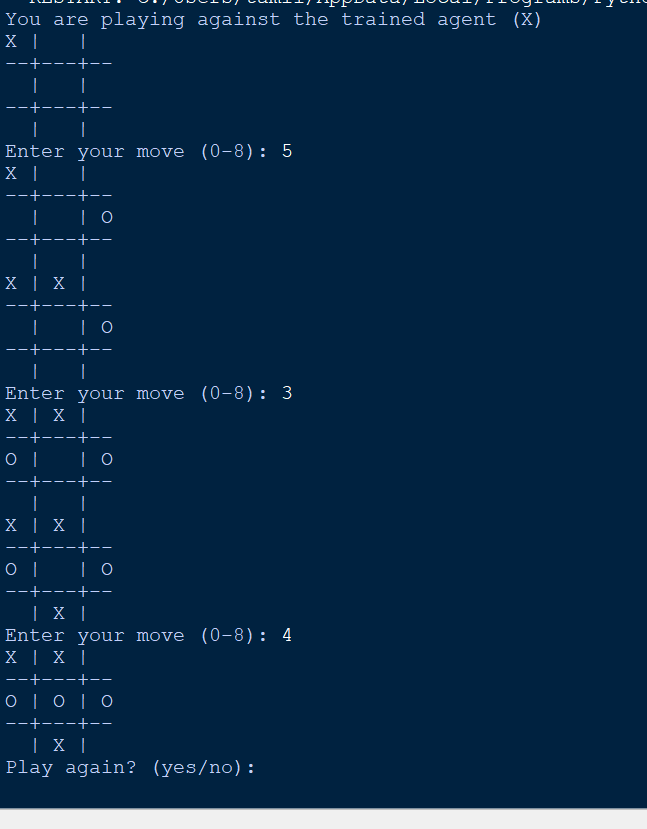 You are playing against the trained agent (X)
X |   |
--+---+--
  |   |
--+---+--
  |   |
Enter your move (0-8): 5
X |   |
--+---+--
  |   | O
--+---+--
  |   |
X | X |
--+---+--
  |   | O
--+---+--
  |   |
Enter your move (0-8): 3
X | X |
--+---+--
O |   | O
--+---+--
  |   |
X | X |
--+---+--
O |   | O
--+---+--
  | X |
Enter your move (0-8): 4
X | X |
--+---+--
O | O | O
--+---+--
  | X |
Play again? (yes/no):